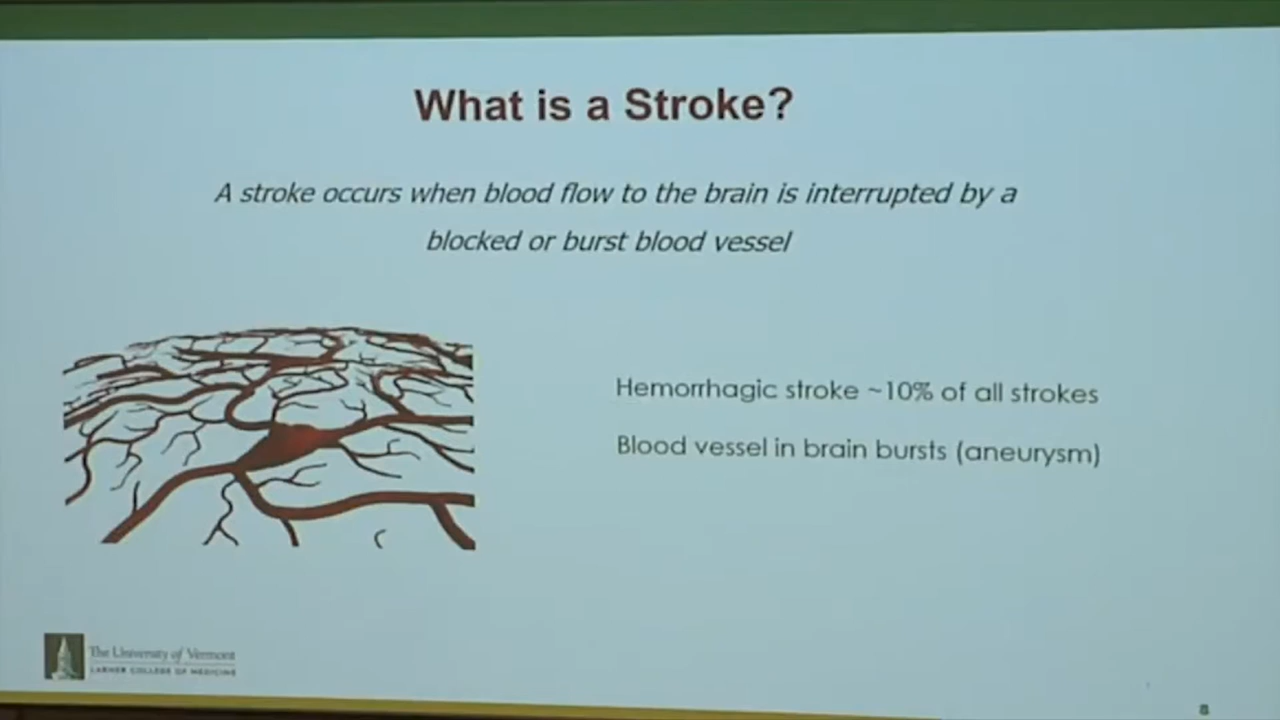 What is a Stroke?
A stroke occurs when blood flow to the brain is interrupted by a
blocked or burst blood vessel
Hemorrhagic stroke ~10% of all strokes
Blood vessel in brain bursts (aneurysm)
The University of Vermont
LARNER COLLEGE OF MEDICINE
8